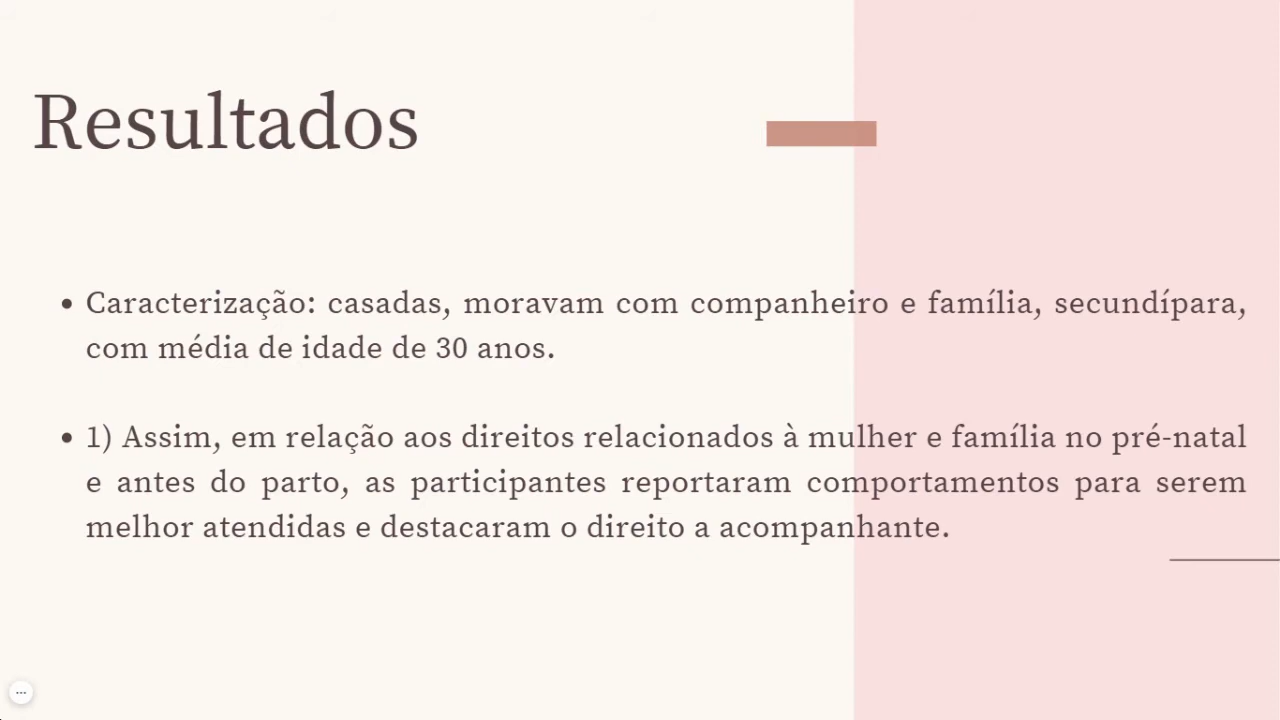 Resultados
• Caracterização: casadas, moravam com companheiro e família, secundípara,
com média de idade de 30 anos.
• 1) Assim, em relação aos direitos relacionados à mulher e família no pré-natal
e antes do parto, as participantes reportaram comportamentos para serem
melhor atendidas e destacaram o direito a acompanhante.